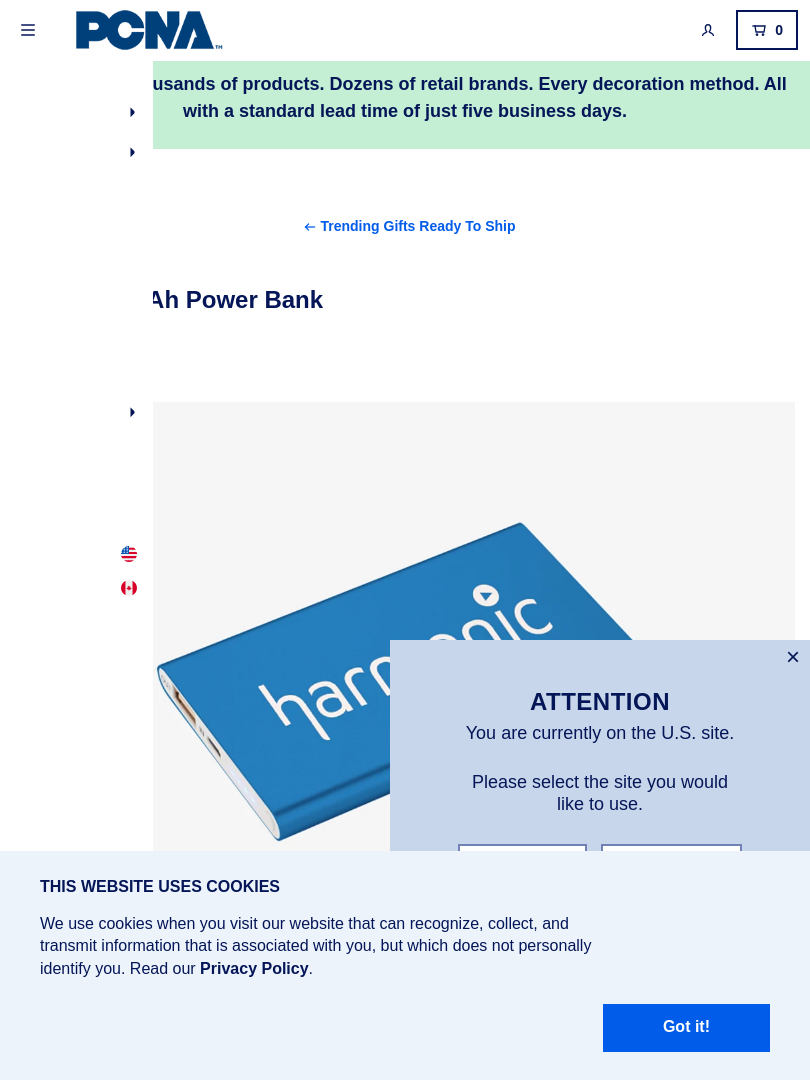 PCNA™
0
usands of products. Dozens of retail brands. Every decoration method. All
with a standard lead time of just five business days.
← Trending Gifts Ready To Ship
Ah Power Bank
harmonic
ATTENTION
You are currently on the U.S. site.
Please select the site you would
like to use.
THIS WEBSITE USES COOKIES
We use cookies when you visit our website that can recognize, collect, and
transmit information that is associated with you, but which does not personally
identify you. Read our Privacy Policy.
Got it!